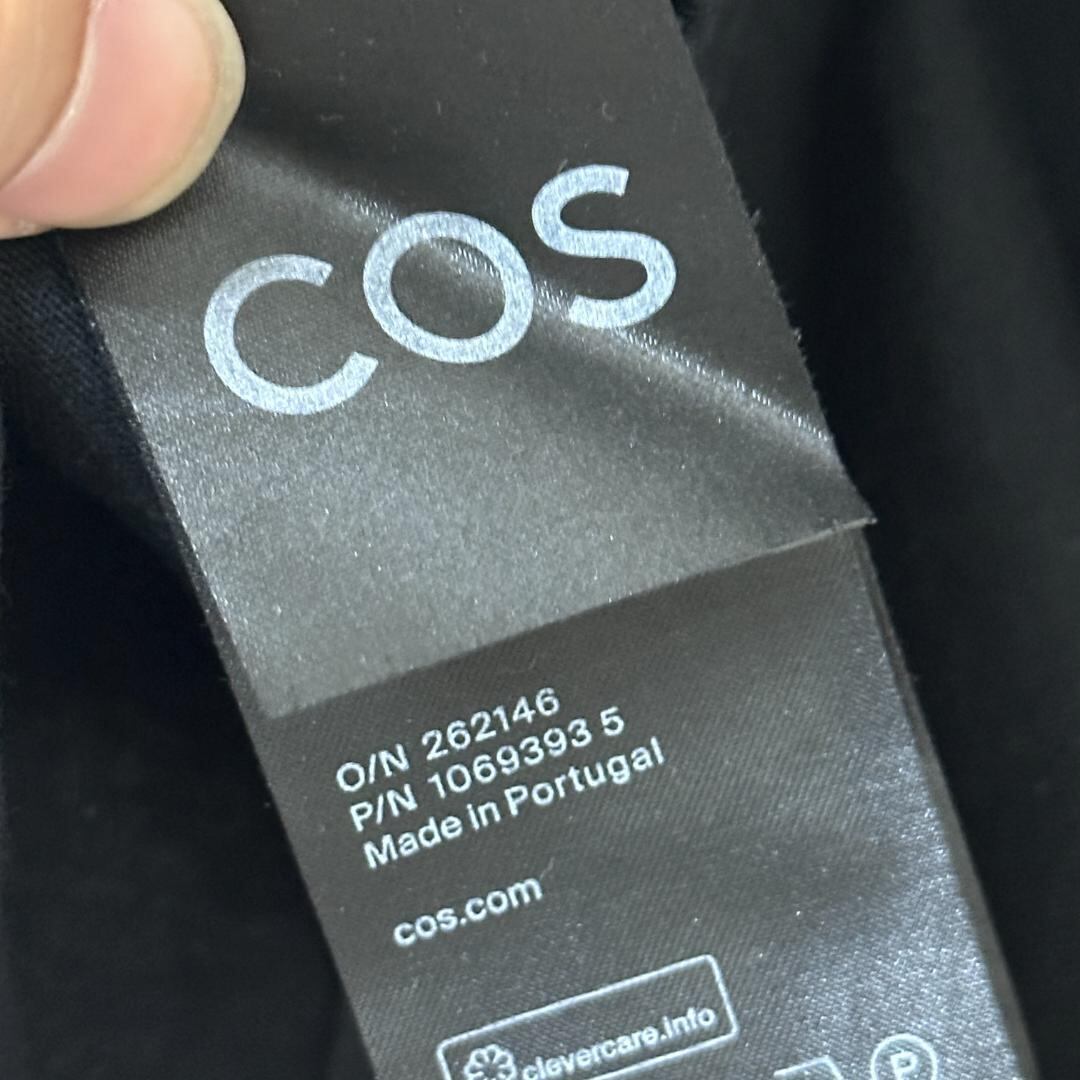 COS
O/N 262146
P/N 1069393 5
Made in Portugal
cos.com
clevercare.info
P